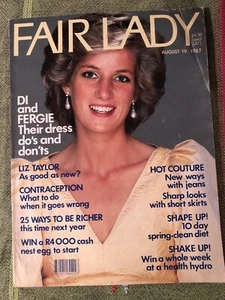 FAIR LADY
AUGUST 19, 1987
DI
and
FERGIE
Their dress
do's and
don'ts
LIZ TAYLOR
As good as new?
CONTRACEPTION
What to do
when it goes
wrong
25 WAYS TO BE RICHER
this time next year
WIN A R4000 cash
nest egg to start
HOT COUTURE
New ways
with jeans
Sharp looks
with short skirts
SHAPE UP!
10 day
spring-clean diet
SHAKE UP!
Win a whole week
at a health hydro